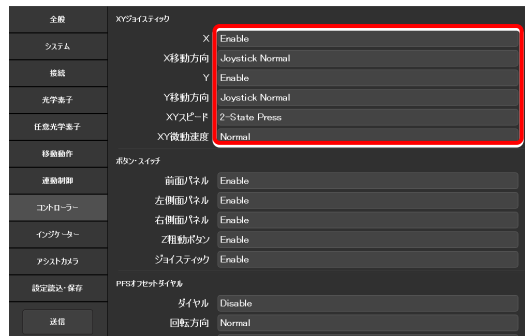 全般
システム
接続
光学素子
任意光学素子
移動動作
連動制御
コントローラー
インジケーター
アシストカメラ
設定読込・保存
送信
XYジョイスティック
X Enable
X移動方向 Joystick Normal
Y Enable
Y移動方向 Joystick Normal
XYスピード 2-State Press
XY微動速度 Normal
ボタン・スイッチ
前面パネル Enable
左側面パネル Enable
右側面パネル Enable
Z粗動ボタン Enable
ジョイスティック Enable
PFSオフセットダイヤル
ダイヤル Disable
回転方向 Normal